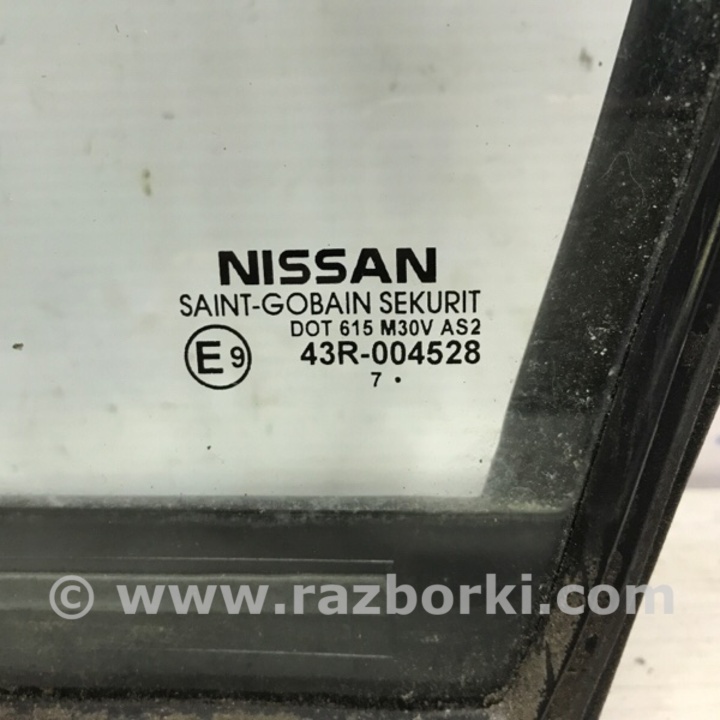 NISSAN
SAINT-GOBAIN SEKURIT
DOT 615 M30V AS2
E9 43R-004528
7 •
© www.razborki.com